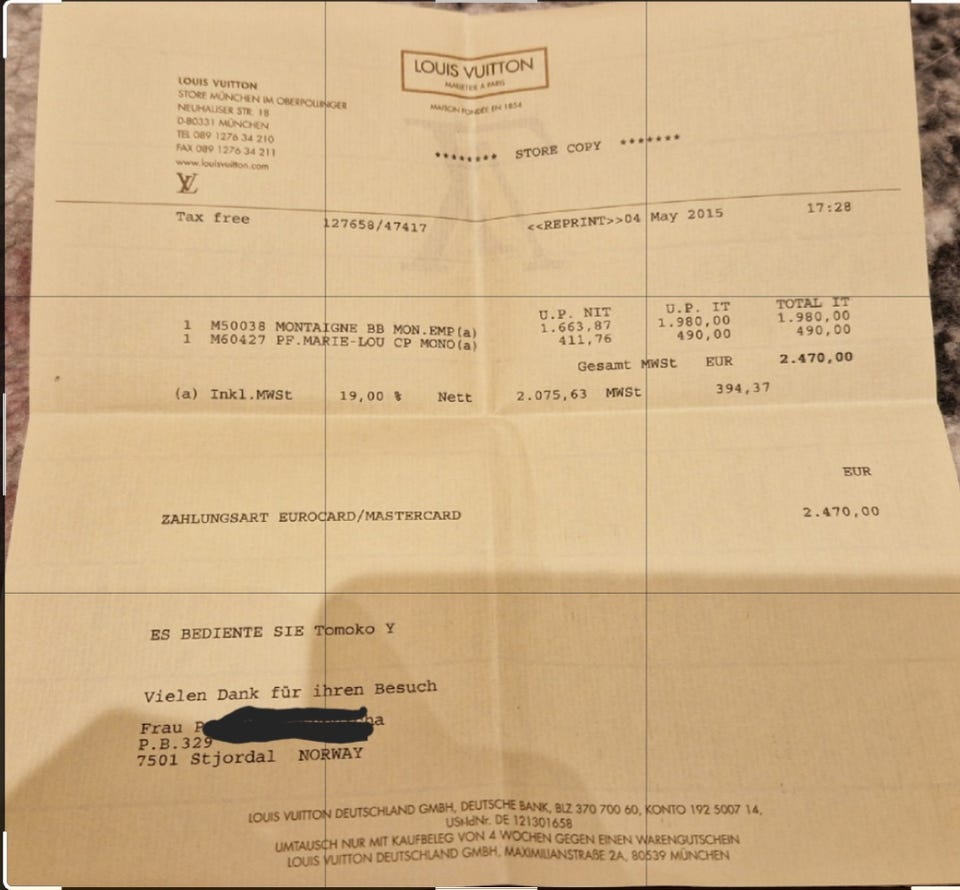 LOUIS VUITTON
MALLETIER A PARIS
MAISON FONDÉE EN 1854
LOUIS VUITTON
STORE MÜNCHEN IM OBERPOLLINGER
NEUHAUSER STR. 18
D-80331 MÜNCHEN
TEL 089 1276 34 210
FAX 089 1276 34 211
www.louisvuitton.com
LV
******** STORE COPY *******
Tax free 127658/47417 <<REPRINT>>04 May 2015 17:28
U.P. NIT U.P. IT TOTAL IT
1 M50038 MONTAIGNE BB MON.EMP(a) 1.663,87 1.980,00 1.980,00
1 M60427 PF.MARIE-LOU CP MONO(a) 411,76 490,00 490,00
Gesamt MWSt EUR 2.470,00
(a) Inkl.MWSt 19,00 % Nett 2.075,63 MWSt 394,37
EUR
ZAHLUNGSART EUROCARD/MASTERCARD 2.470,00
ES BEDIENTE SIE Tomoko Y
Vielen Dank für ihren Besuch
Frau
P.B.329
7501 Stjordal NORWAY
LOUIS VUITTON DEUTSCHLAND GMBH, DEUTSCHE BANK, BLZ 370 700 60, KONTO 192 5007 14,
UStIdNr. DE 121301658
UMTAUSCH NUR MIT KAUFBELEG VON 4 WOCHEN GEGEN EINEN WARENGUTSCHEIN
LOUIS VUITTON DEUTSCHLAND GMBH, MAXIMILIANSTRAßE 2A, 80539 MÜNCHEN